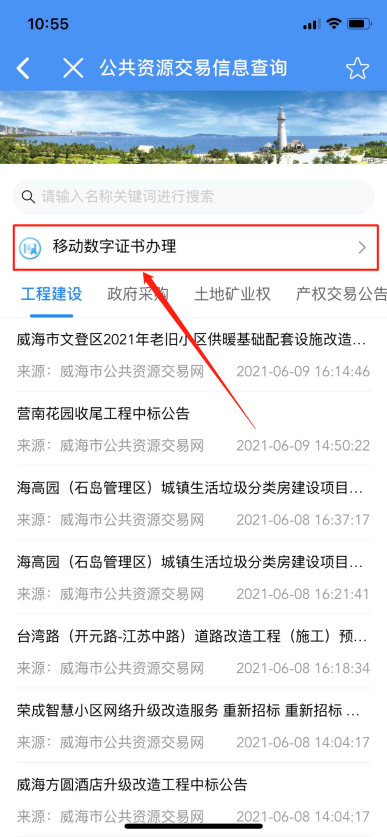 10:55
公共资源交易信息查询
请输入名称关键词进行搜索
移动数字证书办理
工程建设 政府采购 土地矿业权 产权交易公告
威海市文登区2021年老旧小区供暖基础配套设施改造...
来源：威海市公共资源交易网 2021-06-09 16:14:46
营南花园收尾工程中标公告
来源：威海市公共资源交易网 2021-06-09 14:50:22
海高园（石岛管理区）城镇生活垃圾分类房建设项目...
来源：威海市公共资源交易网 2021-06-08 16:37:17
海高园（石岛管理区）城镇生活垃圾分类房建设项目...
来源：威海市公共资源交易网 2021-06-08 16:21:41
台湾路（开元路-江苏中路）道路改造工程（施工）预...
来源：威海市公共资源交易网 2021-06-08 16:18:34
荣成智慧小区网络升级改造服务 重新招标 重新招标 ...
来源：威海市公共资源交易网 2021-06-08 14:04:17
威海方圆酒店升级改造工程中标公告
来源：威海市公共资源交易网 2021-06-08 14:04:17